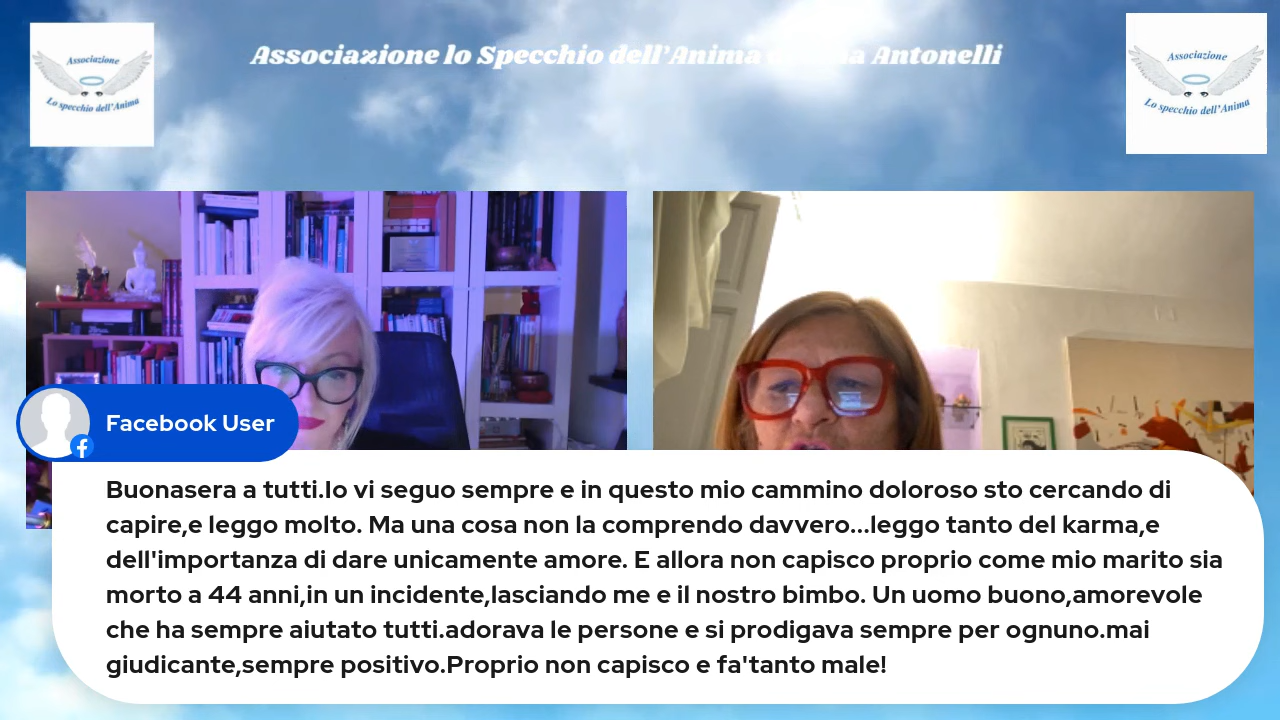 Associazione lo Specchio dell'Anima Antonelli
Associazione
Lo specchio dell'Anima
Associazione
Lo specchio dell'Anima
Facebook User
Buonasera a tutti.Io vi seguo sempre e in questo mio cammino doloroso sto cercando di
capire,e leggo molto. Ma una cosa non la comprendo davvero...leggo tanto del karma,e
dell'importanza di dare unicamente amore. E allora non capisco proprio come mio marito sia
morto a 44 anni,in un incidente,lasciando me e il nostro bimbo. Un uomo buono,amorevole
che ha sempre aiutato tutti.adorava le persone e si prodigava sempre per ognuno.mai
giudicante,sempre positivo.Proprio non capisco e fa'tanto male!